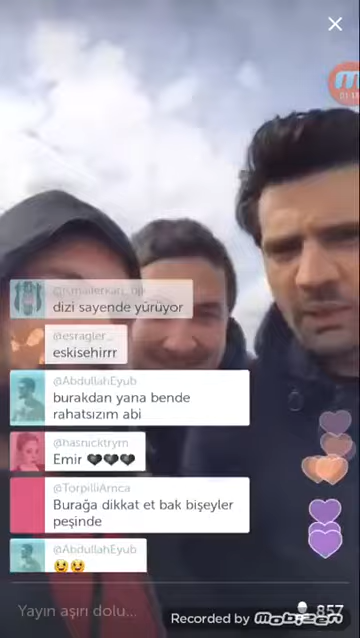 dizi sayende yürüyor
@esragler_
eskisehirrr
@AbdullahEyub
burakdan yana bende
rahatsızım abi
@hasnicktrym
Emir 🖤🖤🖤
@TorpilliAmca
Burağa dikkat et bak bişeyler
peşinde
@AbdullahEyub
😃😃
Yayın aşırı dolu...
857
Recorded by Mobizen